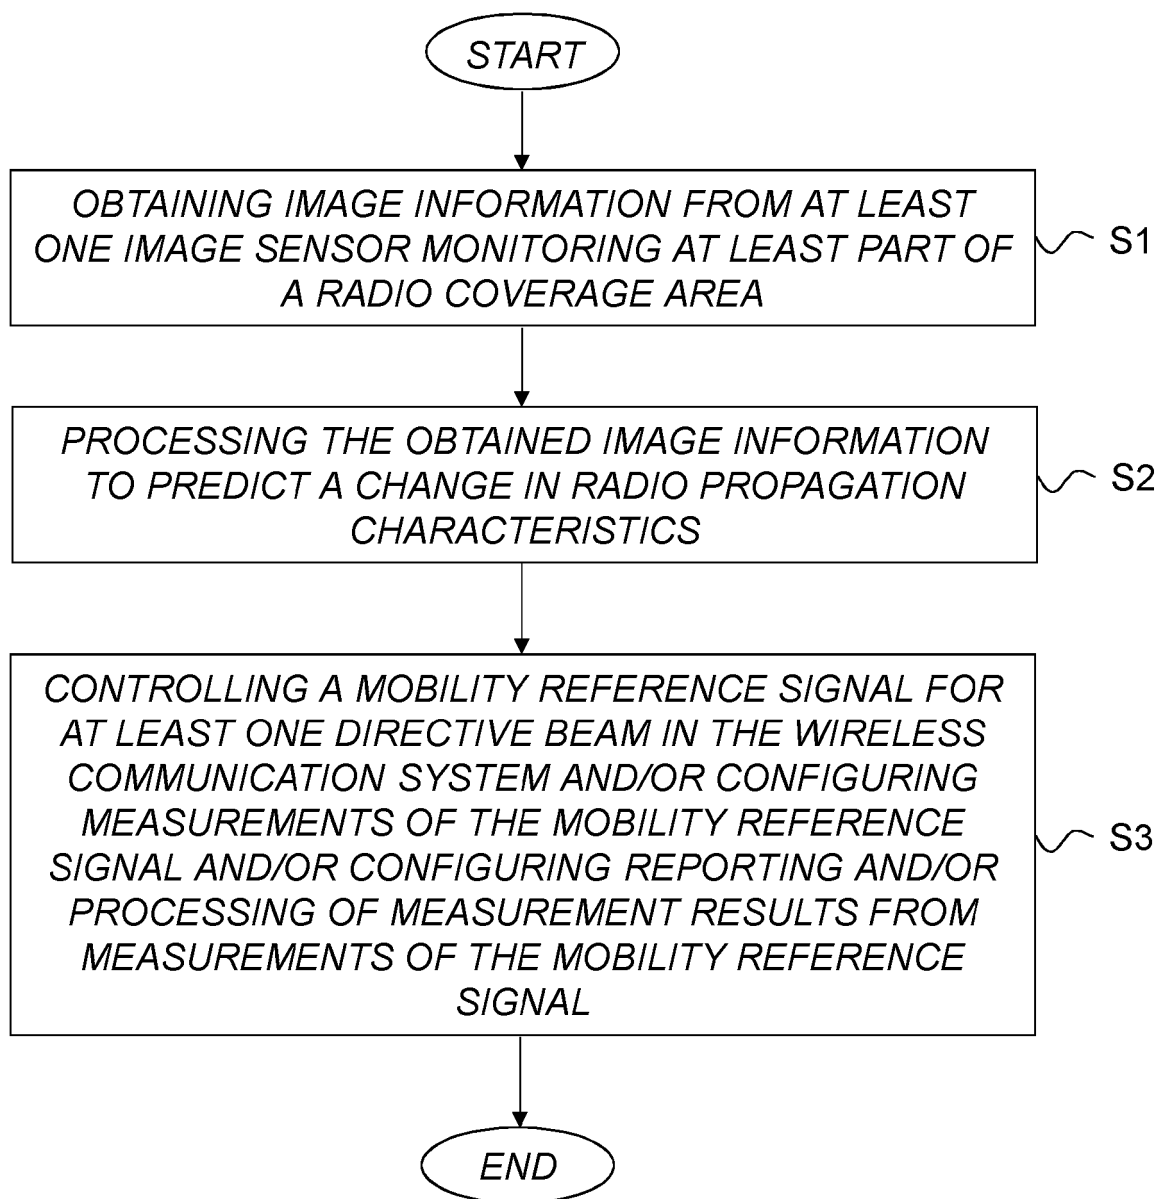 START
OBTAINING IMAGE INFORMATION FROM AT LEAST
ONE IMAGE SENSOR MONITORING AT LEAST PART OF
A RADIO COVERAGE AREA
S1
PROCESSING THE OBTAINED IMAGE INFORMATION
TO PREDICT A CHANGE IN RADIO PROPAGATION
CHARACTERISTICS
S2
CONTROLLING A MOBILITY REFERENCE SIGNAL FOR
AT LEAST ONE DIRECTIVE BEAM IN THE WIRELESS
COMMUNICATION SYSTEM AND/OR CONFIGURING
MEASUREMENTS OF THE MOBILITY REFERENCE
SIGNAL AND/OR CONFIGURING REPORTING AND/OR
PROCESSING OF MEASUREMENT RESULTS FROM
MEASUREMENTS OF THE MOBILITY REFERENCE
SIGNAL
S3
END